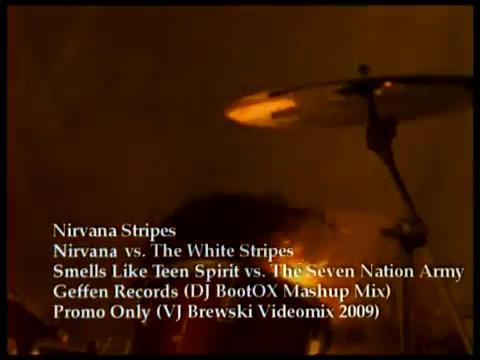 Nirvana Stripes
Nirvana vs. The White Stripes
Smells Like Teen Spirit vs. The Seven Nation Army
Geffen Records (DJ BootOX Mashup Mix)
Promo Only (VJ Brewski Videomix 2009)